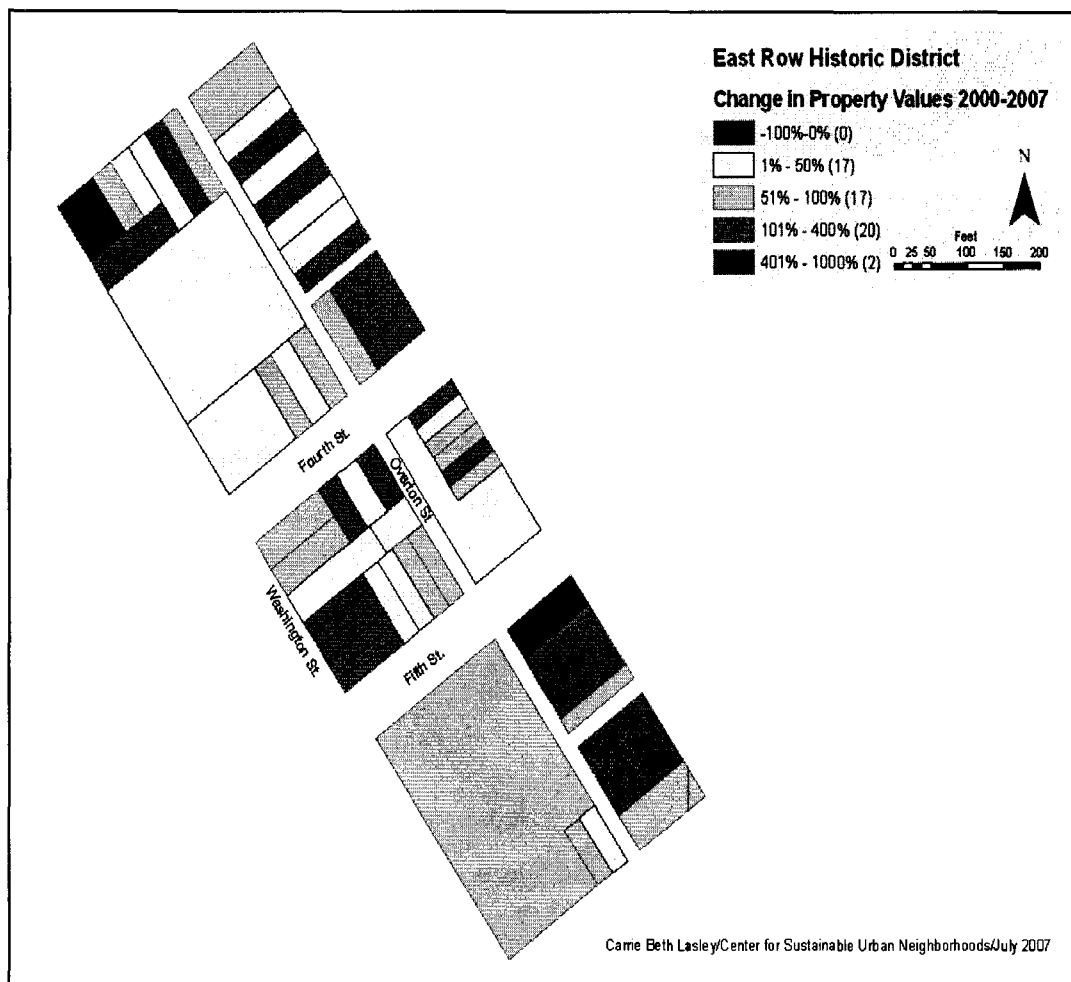 East Row Historic District
Change in Property Values 2000-2007
-100%-0% (0)
1% - 50% (17)
51% - 100% (17)
101% - 400% (20)
401% - 1000% (2)
N
Feet
0 25 50 100 150 200
Fourth St.
Overton St.
Washington St.
Fifth St.
Carrie Beth Lasley/Center for Sustainable Urban Neighborhoods/July 2007